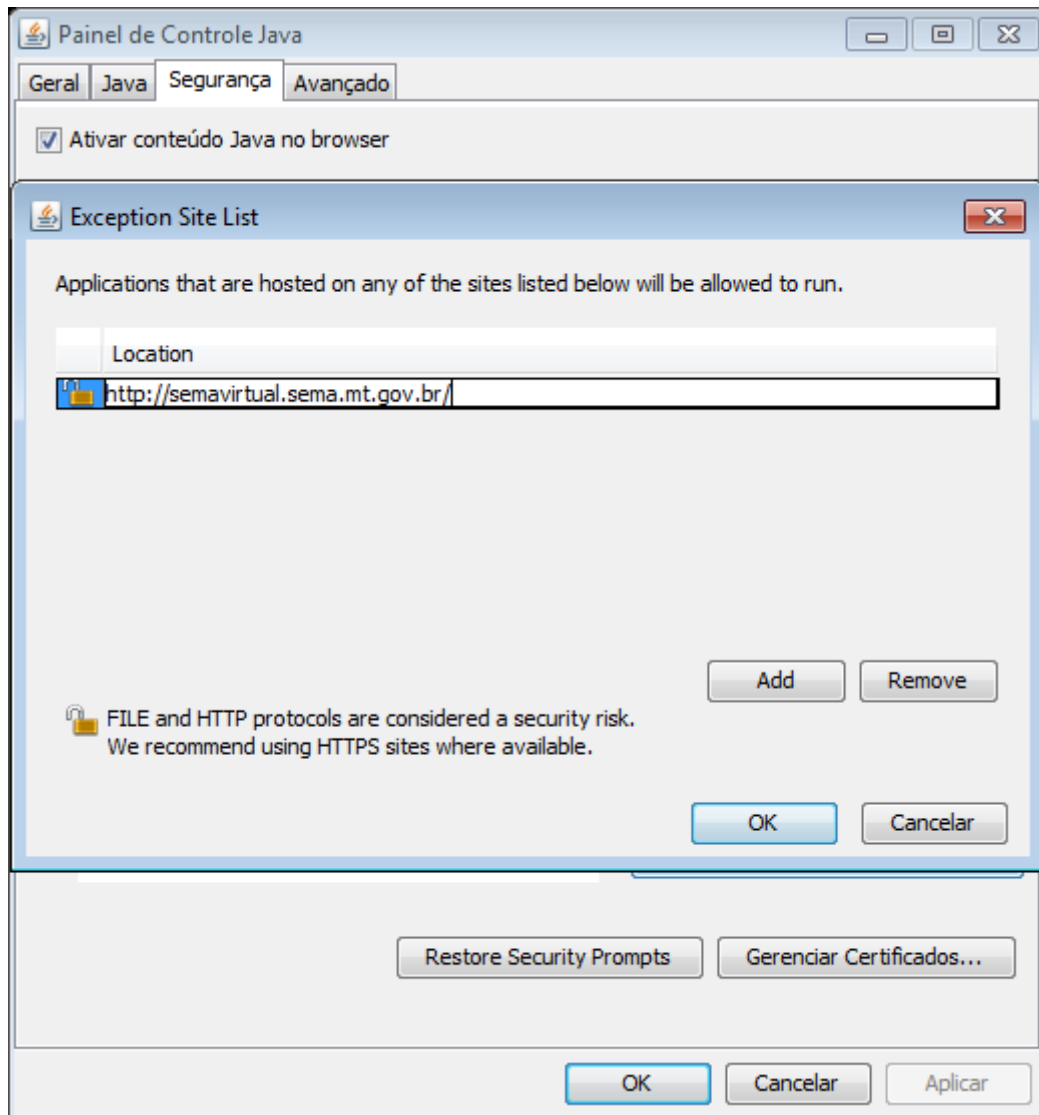 Painel de Controle Java
Geral Java Segurança Avançado
Ativar conteúdo Java no browser
Exception Site List
Applications that are hosted on any of the sites listed below will be allowed to run.
Location
http://semavirtual.sema.mt.gov.br/
Add Remove
FILE and HTTP protocols are considered a security risk.
We recommend using HTTPS sites where available.
OK Cancelar
Restore Security Prompts Gerenciar Certificados...
OK Cancelar Aplicar